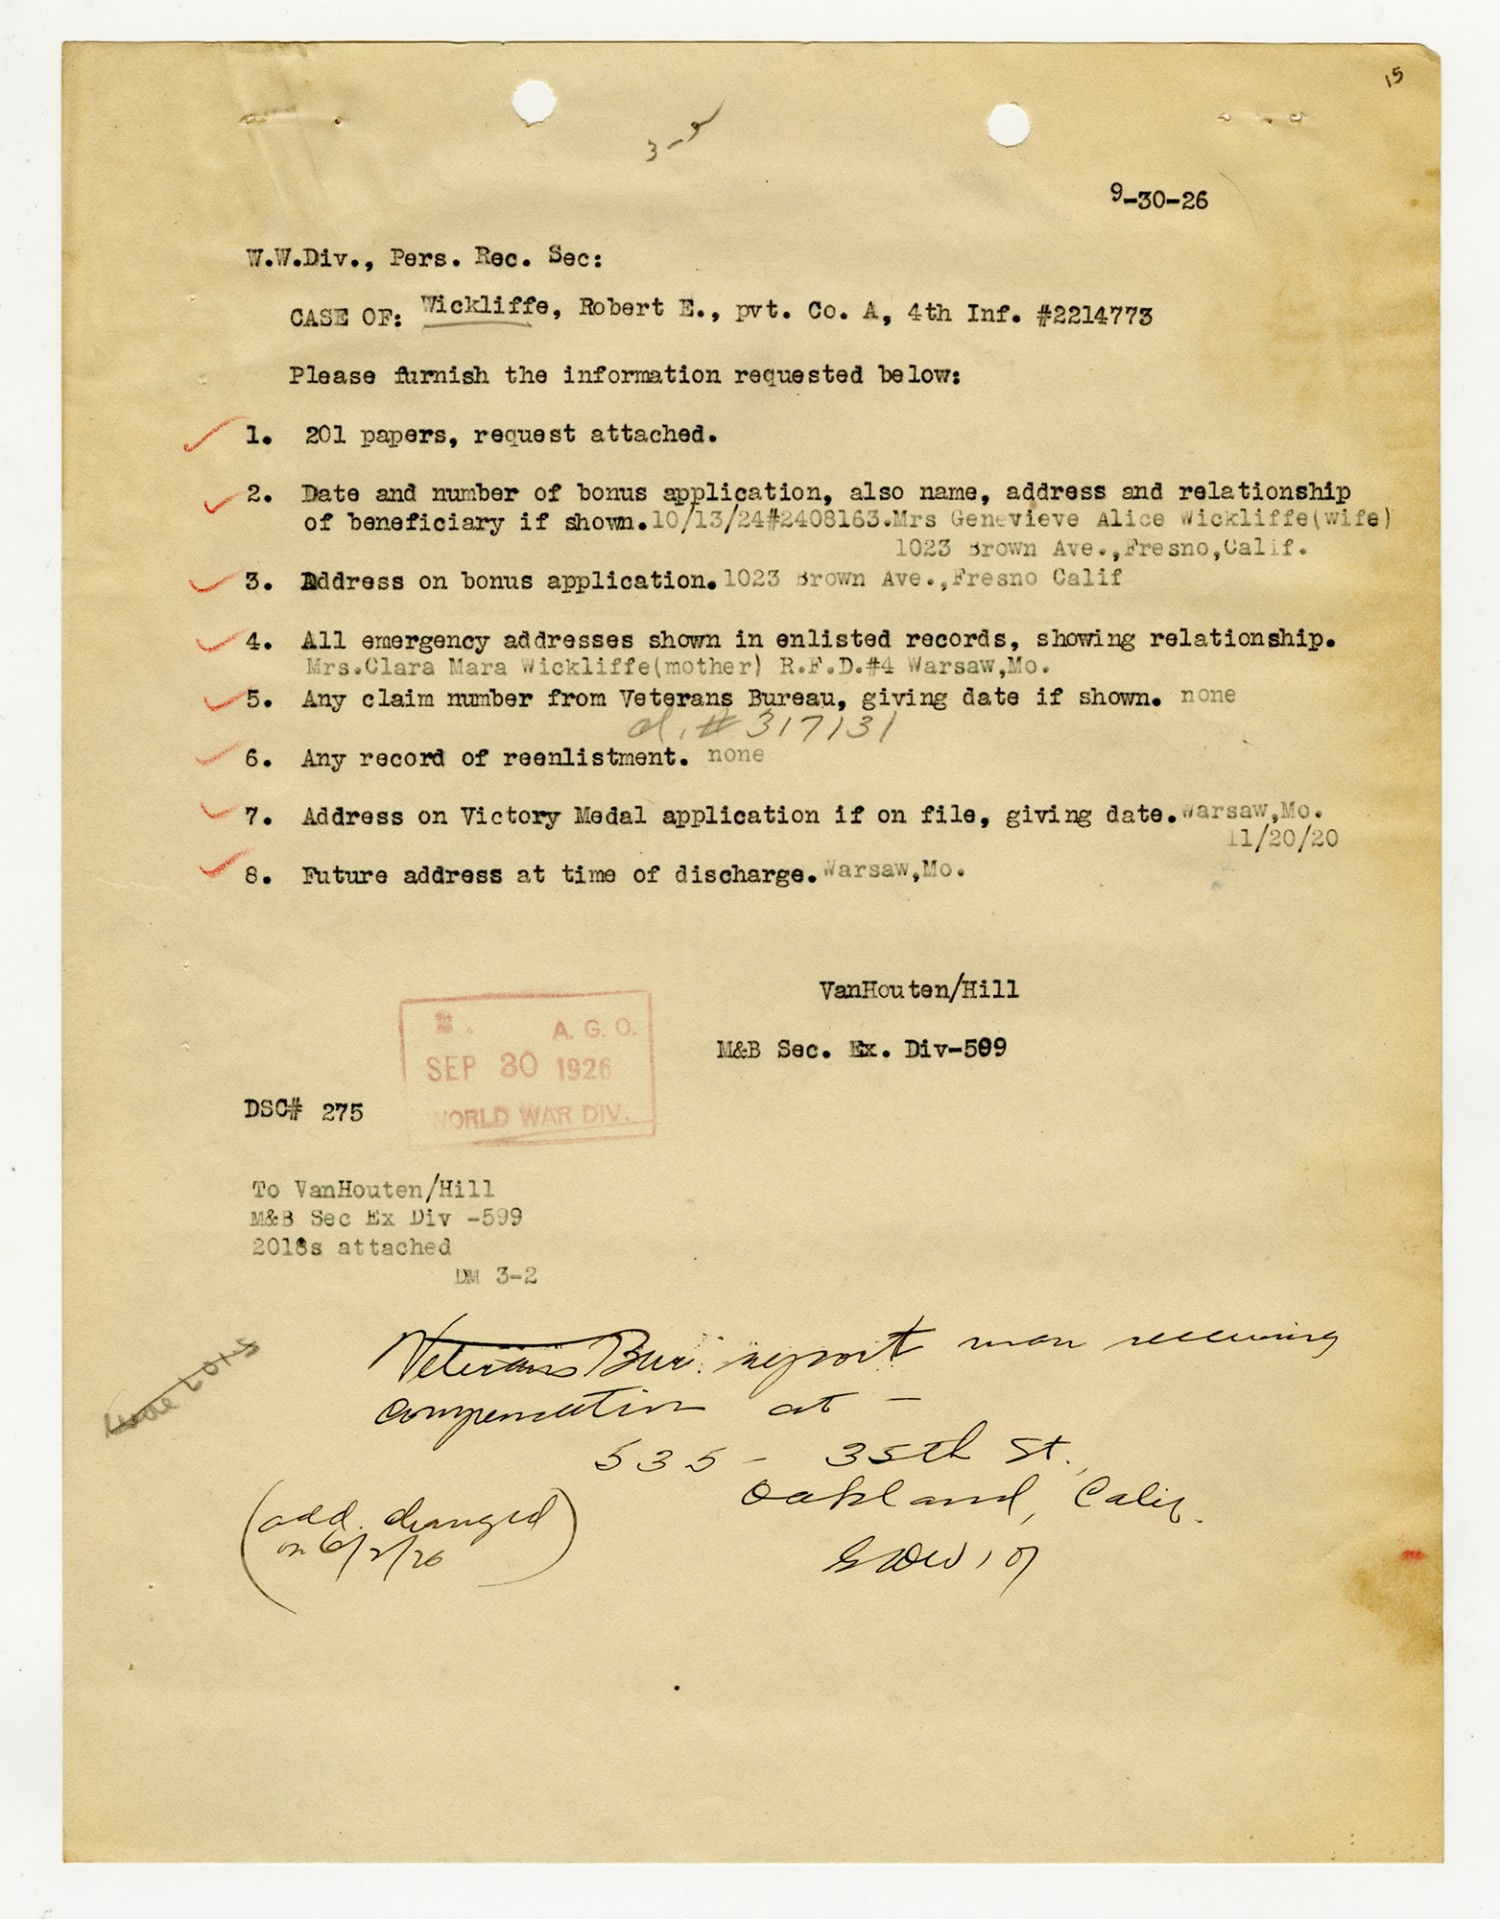 15
3-2
9-30-26
W.W.Div., Pers. Rec. Sec:
CASE OF: Wickliffe, Robert E., pvt. Co. A, 4th Inf. #2214773
Please furnish the information requested below:
1. 201 papers, request attached.
2. Date and number of bonus application, also name, address and relationship
of beneficiary if shown.10/13/24#2408163.Mrs Genevieve Alice Wickliffe(wife)
1023 Brown Ave.,Fresno,Calif.
3. Address on bonus application.1023 Brown Ave.,Fresno Calif
4. All emergency addresses shown in enlisted records, showing relationship.
Mrs.Clara Mara Wickliffe(mother) R.F.D.#4 Warsaw,Mo.
5. Any claim number from Veterans Bureau, giving date if shown. none
# 317131
6. Any record of reenlistment. none
7. Address on Victory Medal application if on file, giving date.Warsaw,Mo.
11/20/20
8. Future address at time of discharge.Warsaw,Mo.
VanHouten/Hill
M&B Sec. Ex. Div-599
A. G. O.
SEP 30 1926
WORLD WAR DIV.
DSC# 275
To VanHouten/Hill
M&B Sec Ex Div -599
201s attached
DM 3-2
Veterans Bur. report man receiving
compensation at -
535 - 35th St.,
Oakland, Calif.
(add. changed
on 6/2/26)